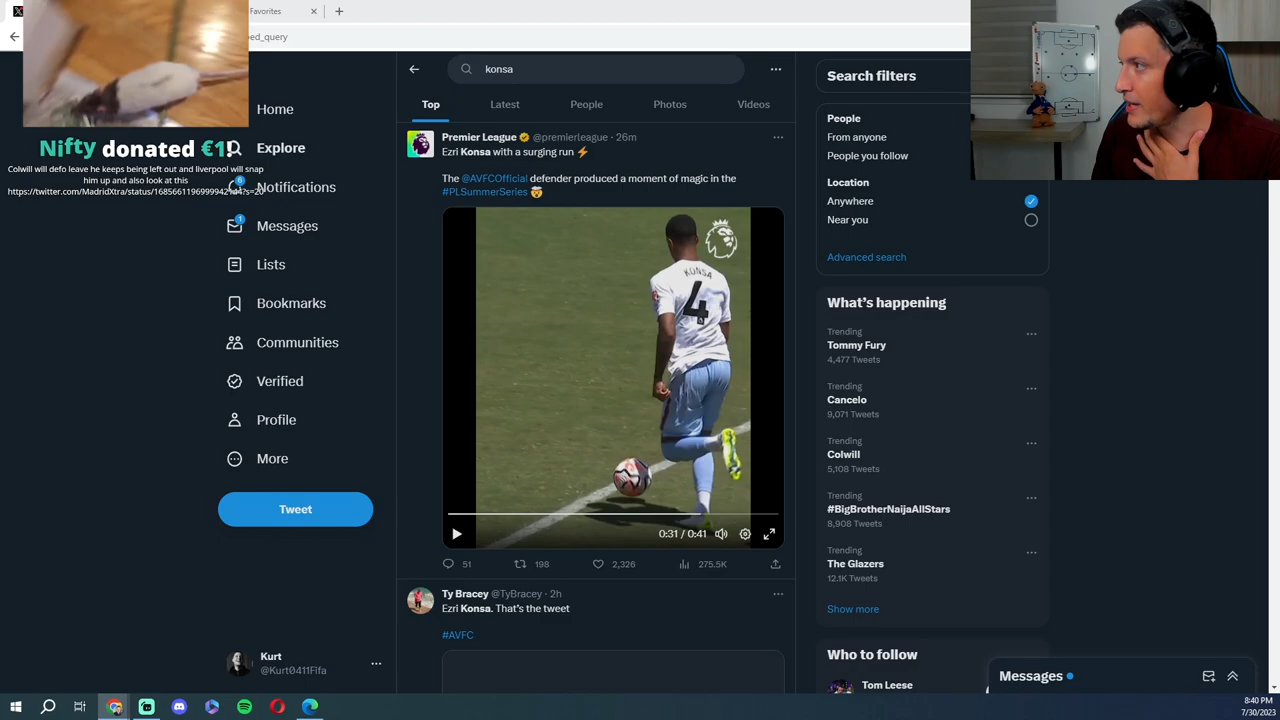 Favorites
ed_query
konsa
Top
Latest
People
Photos
Videos
Nifty donated €1!
Colwill will defo leave he keeps being left out and liverpool will snap
him up and also look at this
Home
Explore
6
Notifications
1
Messages
Lists
Bookmarks
Communities
Verified
Profile
More
Tweet
Kurt
@Kurt0411Fifa
Premier League @premierleague · 26m
Ezri Konsa with a surging run ⚡
The @AVFCOfficial defender produced a moment of magic in the
#PLSummerSeries 🤯
KONSA
4
0:31 / 0:41
51
198
2,326
275.5K
Ty Bracey @TyBracey · 2h
Ezri Konsa. That's the tweet
#AVFC
Search filters
People
From anyone
People you follow
Location
Anywhere
Near you
Advanced search
What's happening
Trending
Tommy Fury
4,477 Tweets
Trending
Cancelo
9,071 Tweets
Trending
Colwill
5,108 Tweets
Trending
#BigBrotherNaijaAllStars
8,908 Tweets
Trending
The Glazers
12.1K Tweets
Show more
Who to follow
Tom Leese
Messages
8:40 PM
7/30/2023